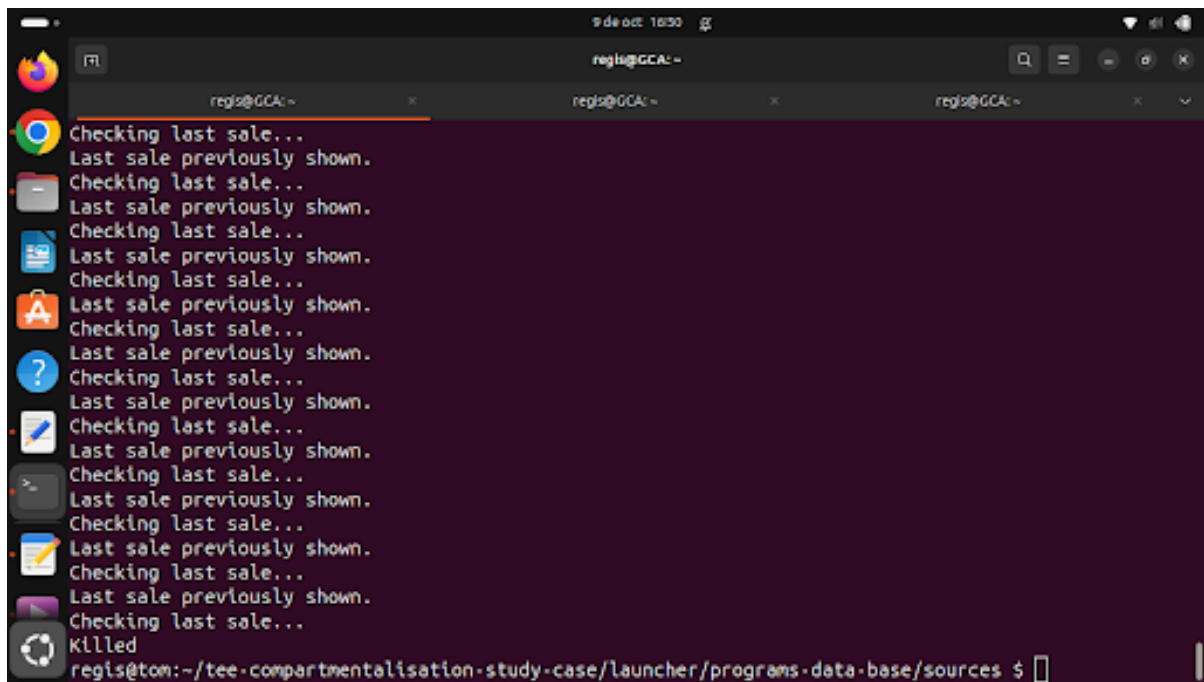 9 de oct 16:50
regis@GCA: ~
regis@GCA: ~
regis@GCA: ~
regis@GCA: ~
Checking last sale...
Last sale previously shown.
Checking last sale...
Last sale previously shown.
Checking last sale...
Last sale previously shown.
Checking last sale...
Last sale previously shown.
Checking last sale...
Last sale previously shown.
Checking last sale...
Last sale previously shown.
Checking last sale...
Last sale previously shown.
Checking last sale...
Last sale previously shown.
Checking last sale...
Last sale previously shown.
Checking last sale...
Last sale previously shown.
Checking last sale...
Killed
regis@tom:~/tee-compartmentalisation-study-case/launcher/programs-data-base/sources $